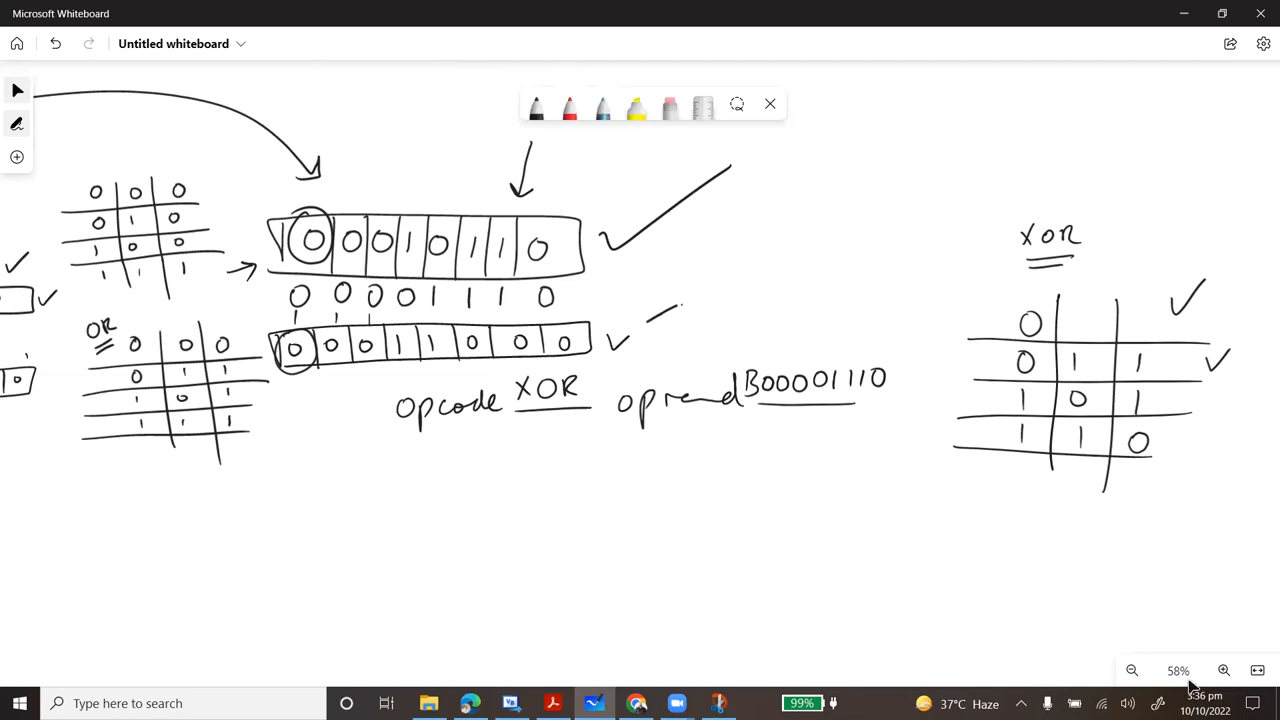 Microsoft Whiteboard
Untitled whiteboard
0 0 0
0 1 0
1 0 0
1 1 1
0 0 0 1 0 1 1 0
0 0 0 0 1 1 1 0
0 0 0 1 1 0 0 0
0
OR
0 0 0
0 1 1
1 0 1
1 1 1
opcode XOR oprend B00001110
XOR
0
0 1 1
1 0 1
1 1 0
58%
Type here to search
99%
37°C Haze
5:36 pm
10/10/2022